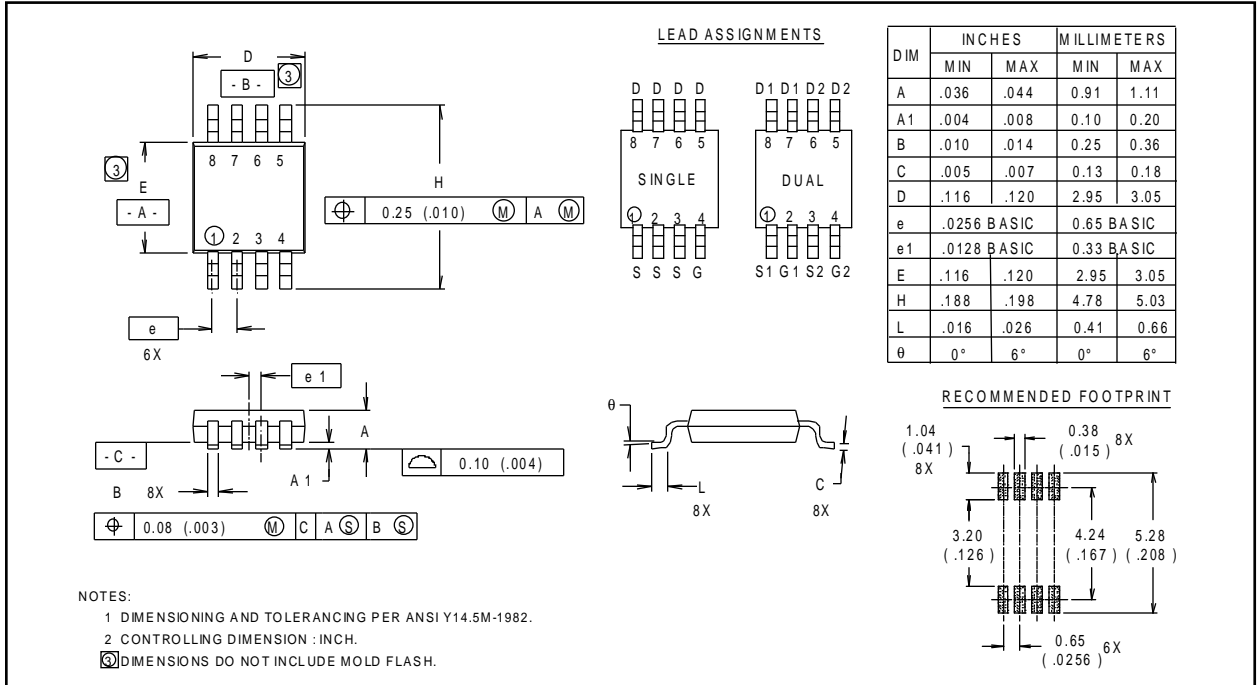 D
- B -
3
8 7 6 5
3
E
- A -
H
0.25 (.010) M A M
1 2 3 4
e
6X
e 1
A
- C -
0.10 (.004)
A 1
B 8X
0.08 (.003) M C A S B S
LEAD ASSIGNMENTS
D D D D
8 7 6 5
SINGLE
1 2 3 4
S S S G
D1 D1 D2 D2
8 7 6 5
DUAL
1 2 3 4
S1 G1 S2 G2
θ
L
8X
C
8X
DIM INCHES MILLIMETERS
MIN MAX MIN MAX
A .036 .044 0.91 1.11
A1 .004 .008 0.10 0.20
B .010 .014 0.25 0.36
C .005 .007 0.13 0.18
D .116 .120 2.95 3.05
e .0256 BASIC 0.65 BASIC
e1 .0128 BASIC 0.33 BASIC
E .116 .120 2.95 3.05
H .188 .198 4.78 5.03
L .016 .026 0.41 0.66
θ 0° 6° 0° 6°
RECOMMENDED FOOTPRINT
1.04
( .041 )
8X
0.38
( .015 ) 8X
3.20
( .126 )
4.24
( .167 )
5.28
( .208 )
0.65
( .0256 ) 6X
NOTES:
1 DIMENSIONING AND TOLERANCING PER ANSI Y14.5M-1982.
2 CONTROLLING DIMENSION : INCH.
3 DIMENSIONS DO NOT INCLUDE MOLD FLASH.